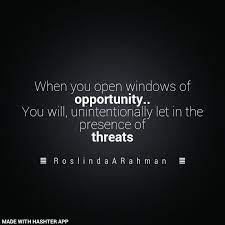 When you open windows of
opportunity..
You will, unintentionally let in the
presence of
threats
RoslindaARahman
MADE WITH HASHTER APP